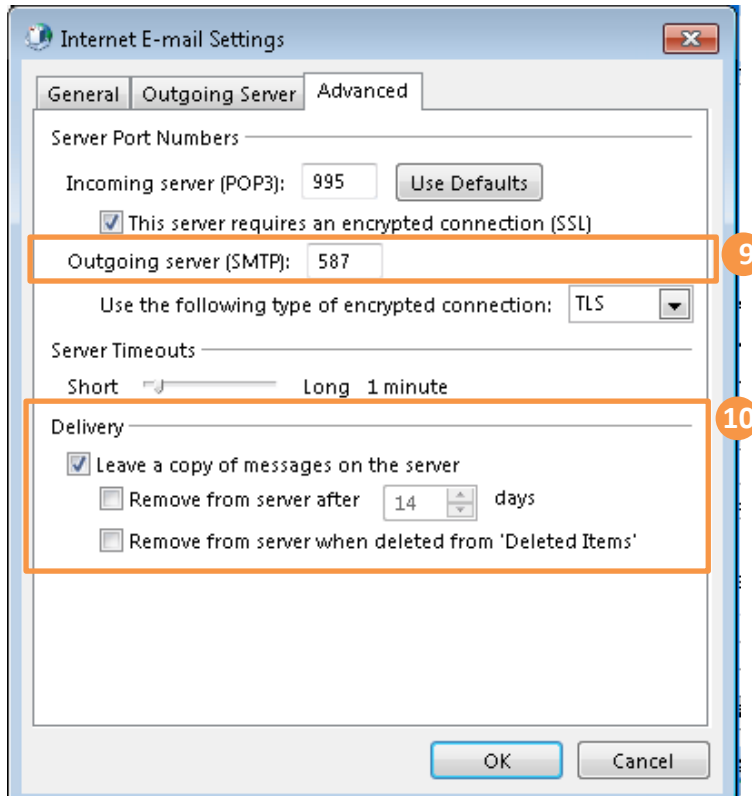 Internet E-mail Settings
General Outgoing Server Advanced
Server Port Numbers
Incoming server (POP3): 995 Use Defaults
This server requires an encrypted connection (SSL)
Outgoing server (SMTP): 587
9
Use the following type of encrypted connection: TLS
Server Timeouts
Short Long 1 minute
Delivery
10
Leave a copy of messages on the server
Remove from server after 14 days
Remove from server when deleted from 'Deleted Items'
OK Cancel